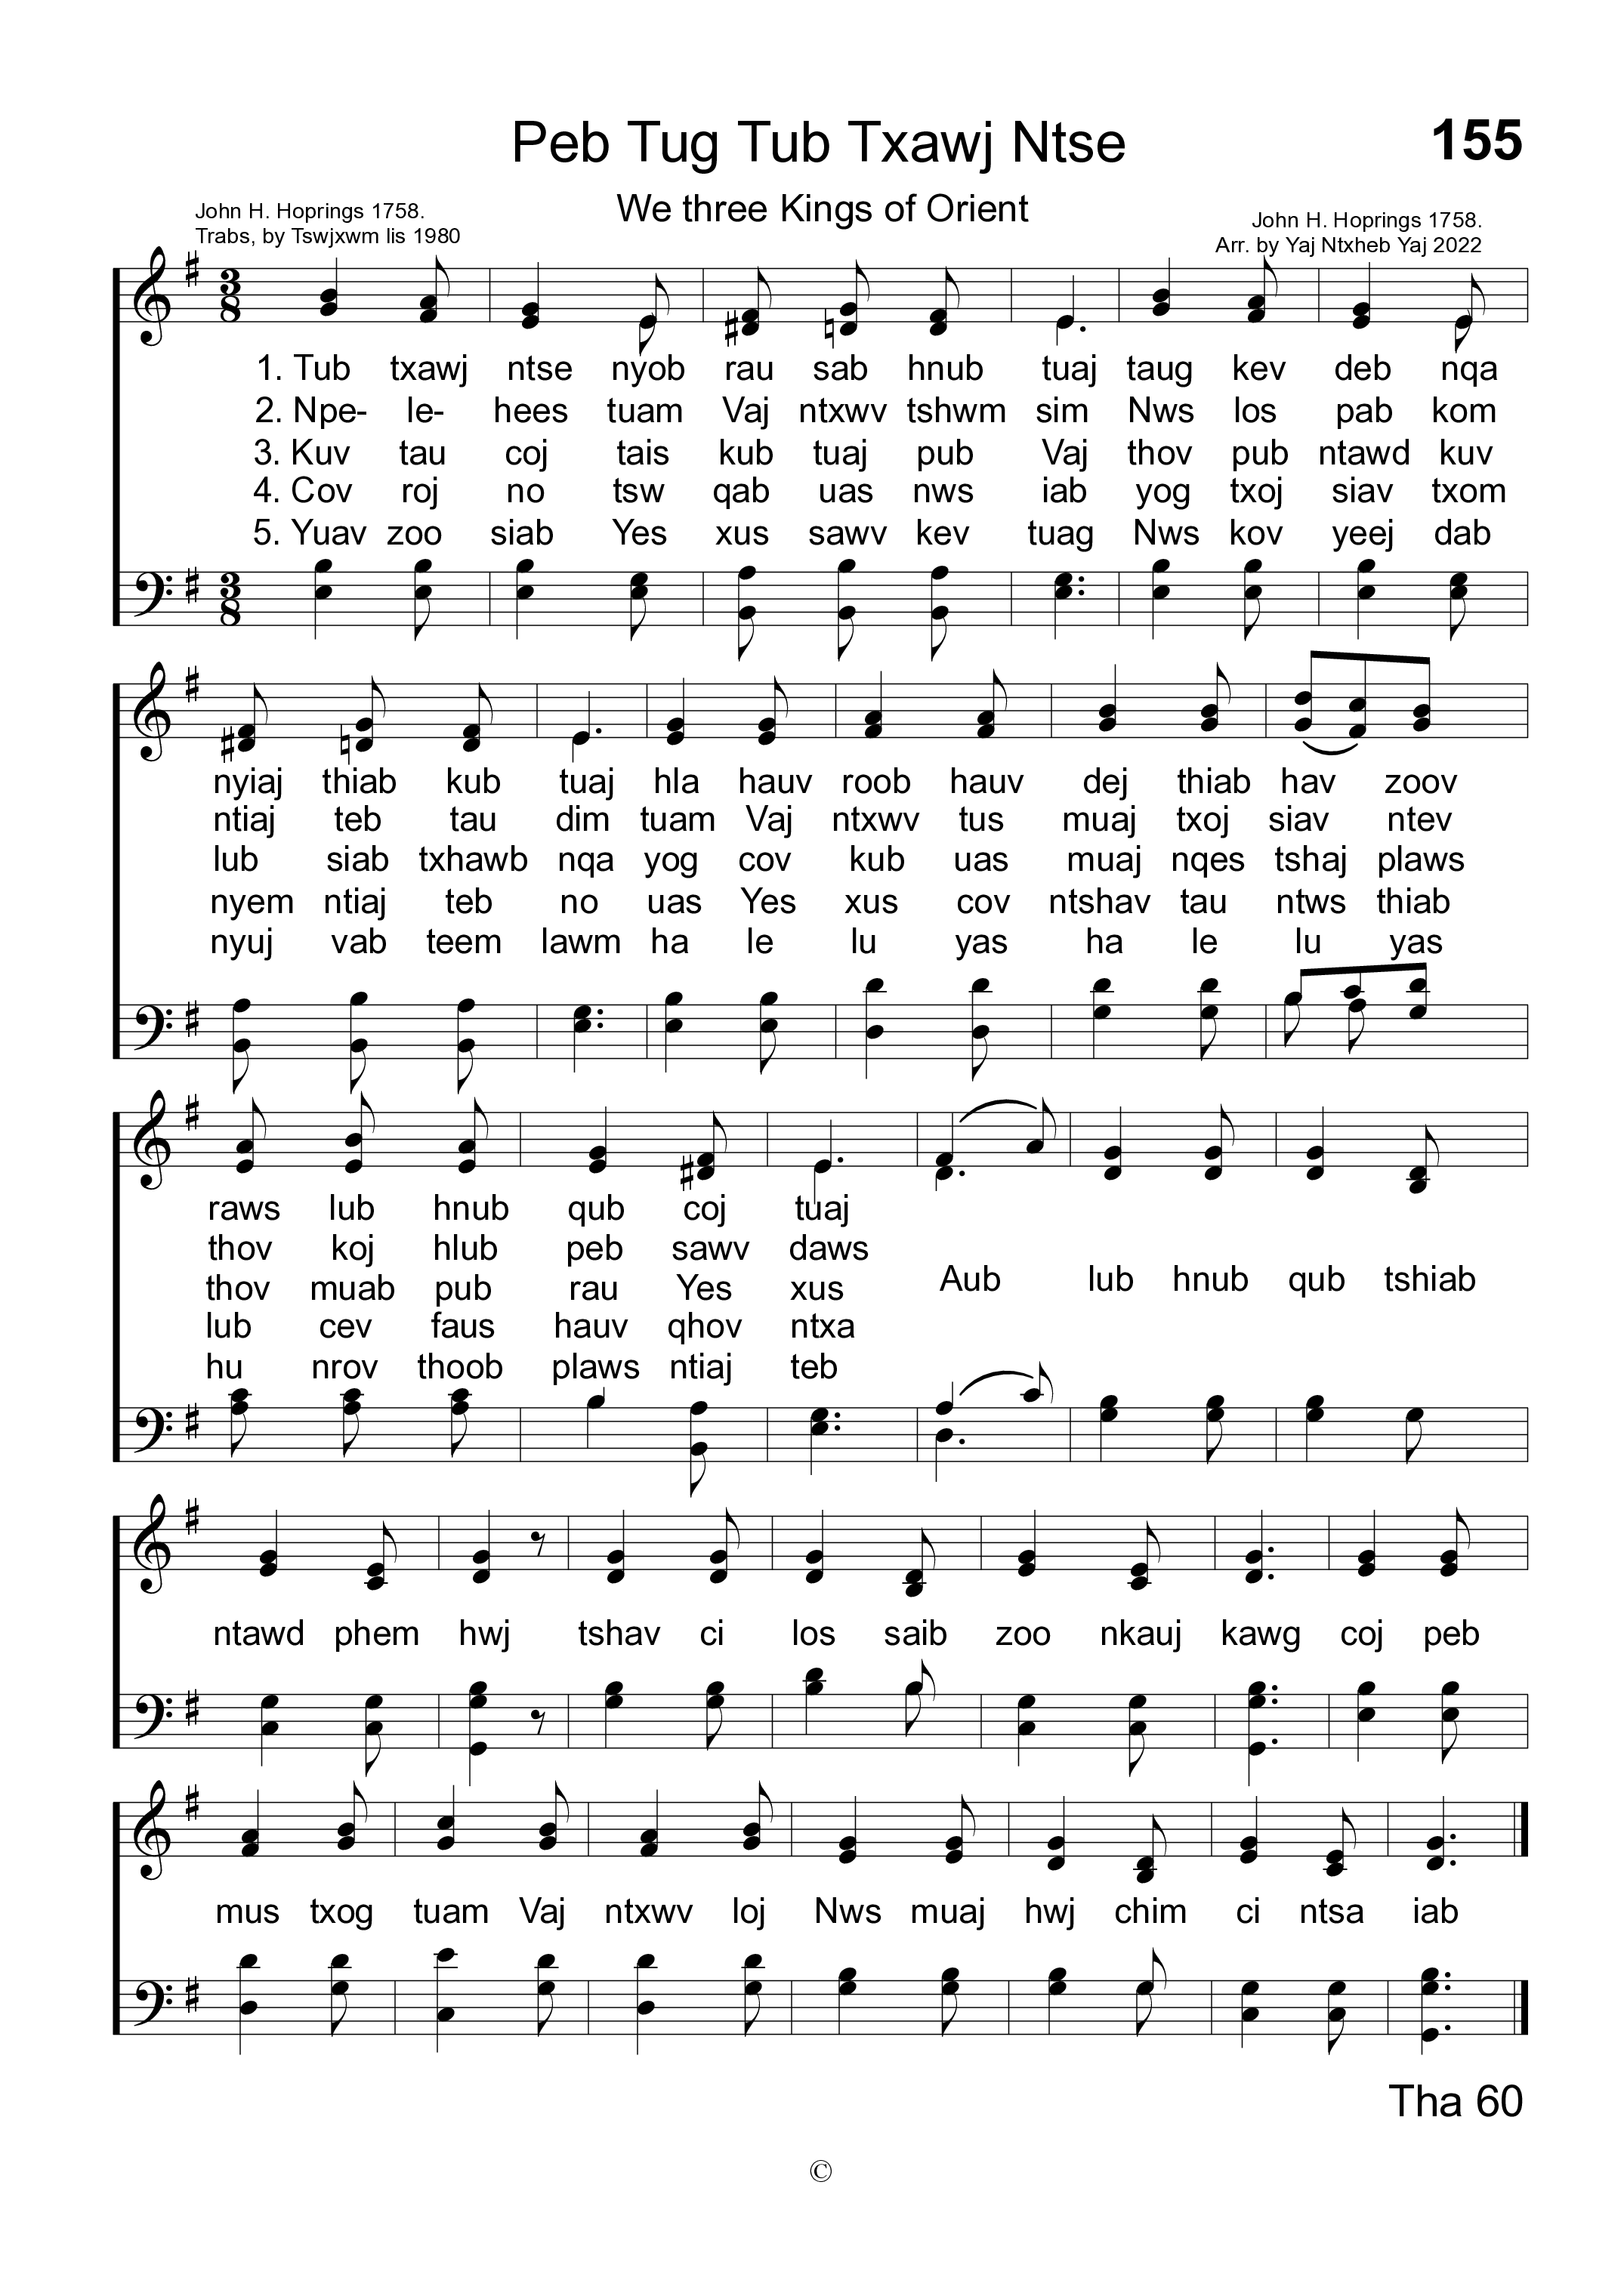 Peb Tug Tub Txawj Ntse
155
We three Kings of Orient
John H. Hoprings 1758.
Trabs, by Tswjxwm lis 1980
John H. Hoprings 1758.
Arr. by Yaj Ntxheb Yaj 2022
1. Tub txawj ntse nyob rau sab hnub tuaj taug kev deb nqa
2. Npe- le- hees tuam Vaj ntxwv tshwm sim Nws los pab kom
3. Kuv tau coj tais kub tuaj pub Vaj thov pub ntawd kuv
4. Cov roj no tsw qab uas nws iab yog txoj siav txom
5. Yuav zoo siab Yes xus sawv kev tuag Nws kov yeej dab
nyiaj thiab kub tuaj hla hauv roob hauv dej thiab hav zoov
ntiaj teb tau dim tuam Vaj ntxwv tus muaj txoj siav ntev
lub siab txhawb nqa yog cov kub uas muaj nqes tshaj plaws
nyem ntiaj teb no uas Yes xus cov ntshav tau ntws thiab
nyuj vab teem lawm ha le lu yas ha le lu yas
raws lub hnub qub coj tuaj
thov koj hlub peb sawv daws
thov muab pub rau Yes xus
lub cev faus hauv qhov ntxa
hu nrov thoob plaws ntiaj teb
Aub lub hnub qub tshiab
ntawd phem hwj tshav ci los saib zoo nkauj kawg coj peb
mus txog tuam Vaj ntxwv loj Nws muaj hwj chim ci ntsa iab
Tha 60
©